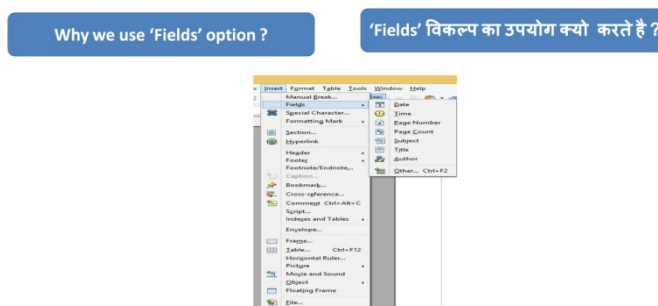 Why we use ‘Fields’ option ?
‘Fields’ विकल्प का उपयोग क्यो करते है ?
Insert Format Table Tools Window Help
Manual Break...
Fields
Special Character...
Formatting Mark
Section...
Hyperlink
Header
Footer
Footnote/Endnote...
Caption...
Bookmark...
Cross-reference...
Comment Ctrl+Alt+C
Script...
Indexes and Tables
Envelope...
Frame...
Table... Ctrl+F12
Horizontal Ruler...
Picture
Movie and Sound
Object
Floating Frame
File...
Date
Time
Page Number
Page Count
Subject
Title
Author
Other... Ctrl+F2